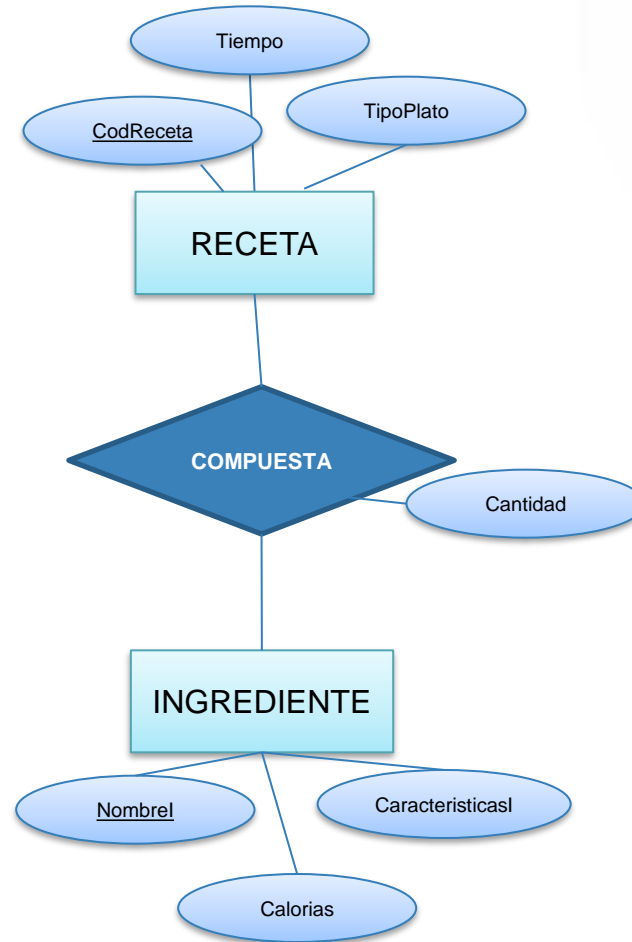 Tiempo
CodReceta
TipoPlato
RECETA
COMPUESTA
Cantidad
INGREDIENTE
NombreI
CaracteristicasI
Calorias